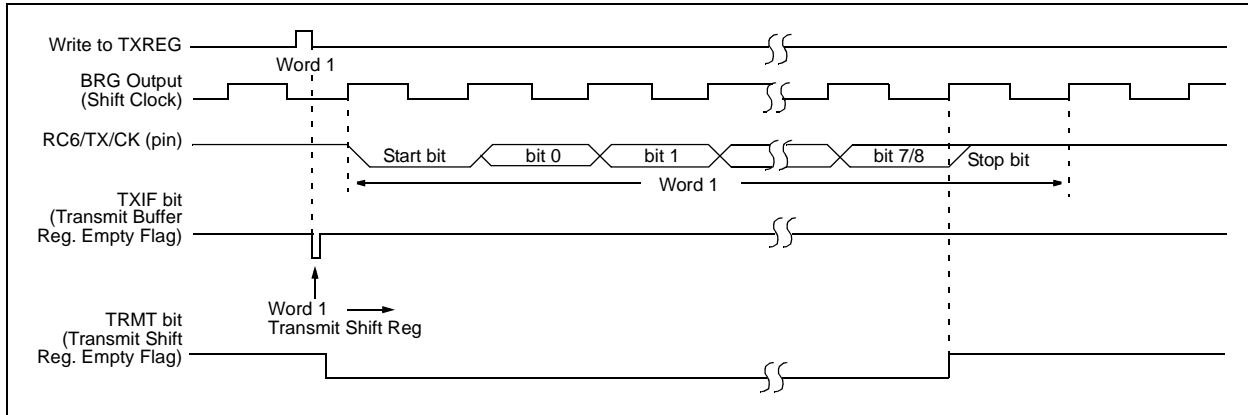 Write to TXREG
Word 1
BRG Output
(Shift Clock)
RC6/TX/CK (pin)
Start bit
bit 0
bit 1
bit 7/8
Stop bit
Word 1
TXIF bit
(Transmit Buffer
Reg. Empty Flag)
Word 1
Transmit Shift Reg
TRMT bit
(Transmit Shift
Reg. Empty Flag)